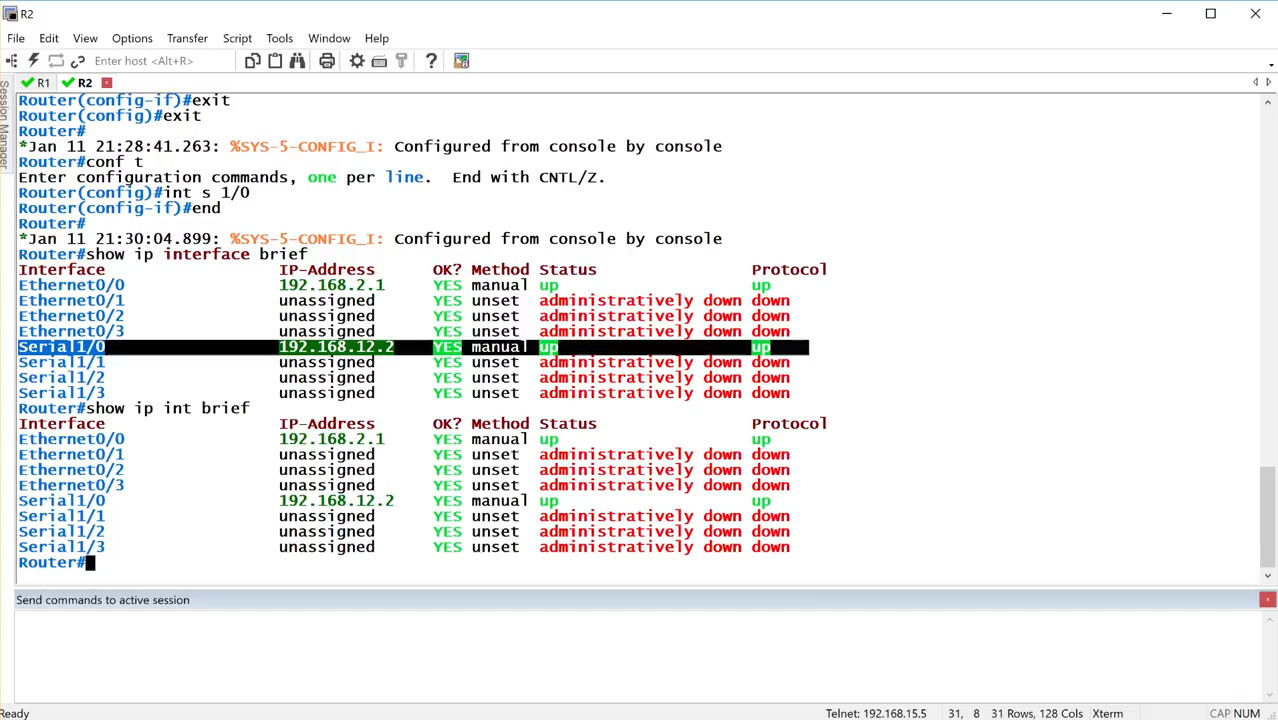 R2
File Edit View Options Transfer Script Tools Window Help
Enter host <Alt+R>
R1 R2
Session Manager
Router(config-if)#exit
Router(config)#exit
Router#
*Jan 11 21:28:41.263: %SYS-5-CONFIG_I: Configured from console by console
Router#conf t
Enter configuration commands, one per line.  End with CNTL/Z.
Router(config)#int s 1/0
Router(config-if)#end
Router#
*Jan 11 21:30:04.899: %SYS-5-CONFIG_I: Configured from console by console
Router#show ip interface brief
Interface IP-Address OK? Method Status Protocol
Ethernet0/0 192.168.2.1 YES manual up up
Ethernet0/1 unassigned YES unset administratively down down
Ethernet0/2 unassigned YES unset administratively down down
Ethernet0/3 unassigned YES unset administratively down down
Serial1/0 192.168.12.2 YES manual up up
Serial1/1 unassigned YES unset administratively down down
Serial1/2 unassigned YES unset administratively down down
Serial1/3 unassigned YES unset administratively down down
Router#show ip int brief
Interface IP-Address OK? Method Status Protocol
Ethernet0/0 192.168.2.1 YES manual up up
Ethernet0/1 unassigned YES unset administratively down down
Ethernet0/2 unassigned YES unset administratively down down
Ethernet0/3 unassigned YES unset administratively down down
Serial1/0 192.168.12.2 YES manual up up
Serial1/1 unassigned YES unset administratively down down
Serial1/2 unassigned YES unset administratively down down
Serial1/3 unassigned YES unset administratively down down
Router#
Send commands to active session
Ready Telnet: 192.168.15.5 31, 8 31 Rows, 128 Cols Xterm CAP NUM